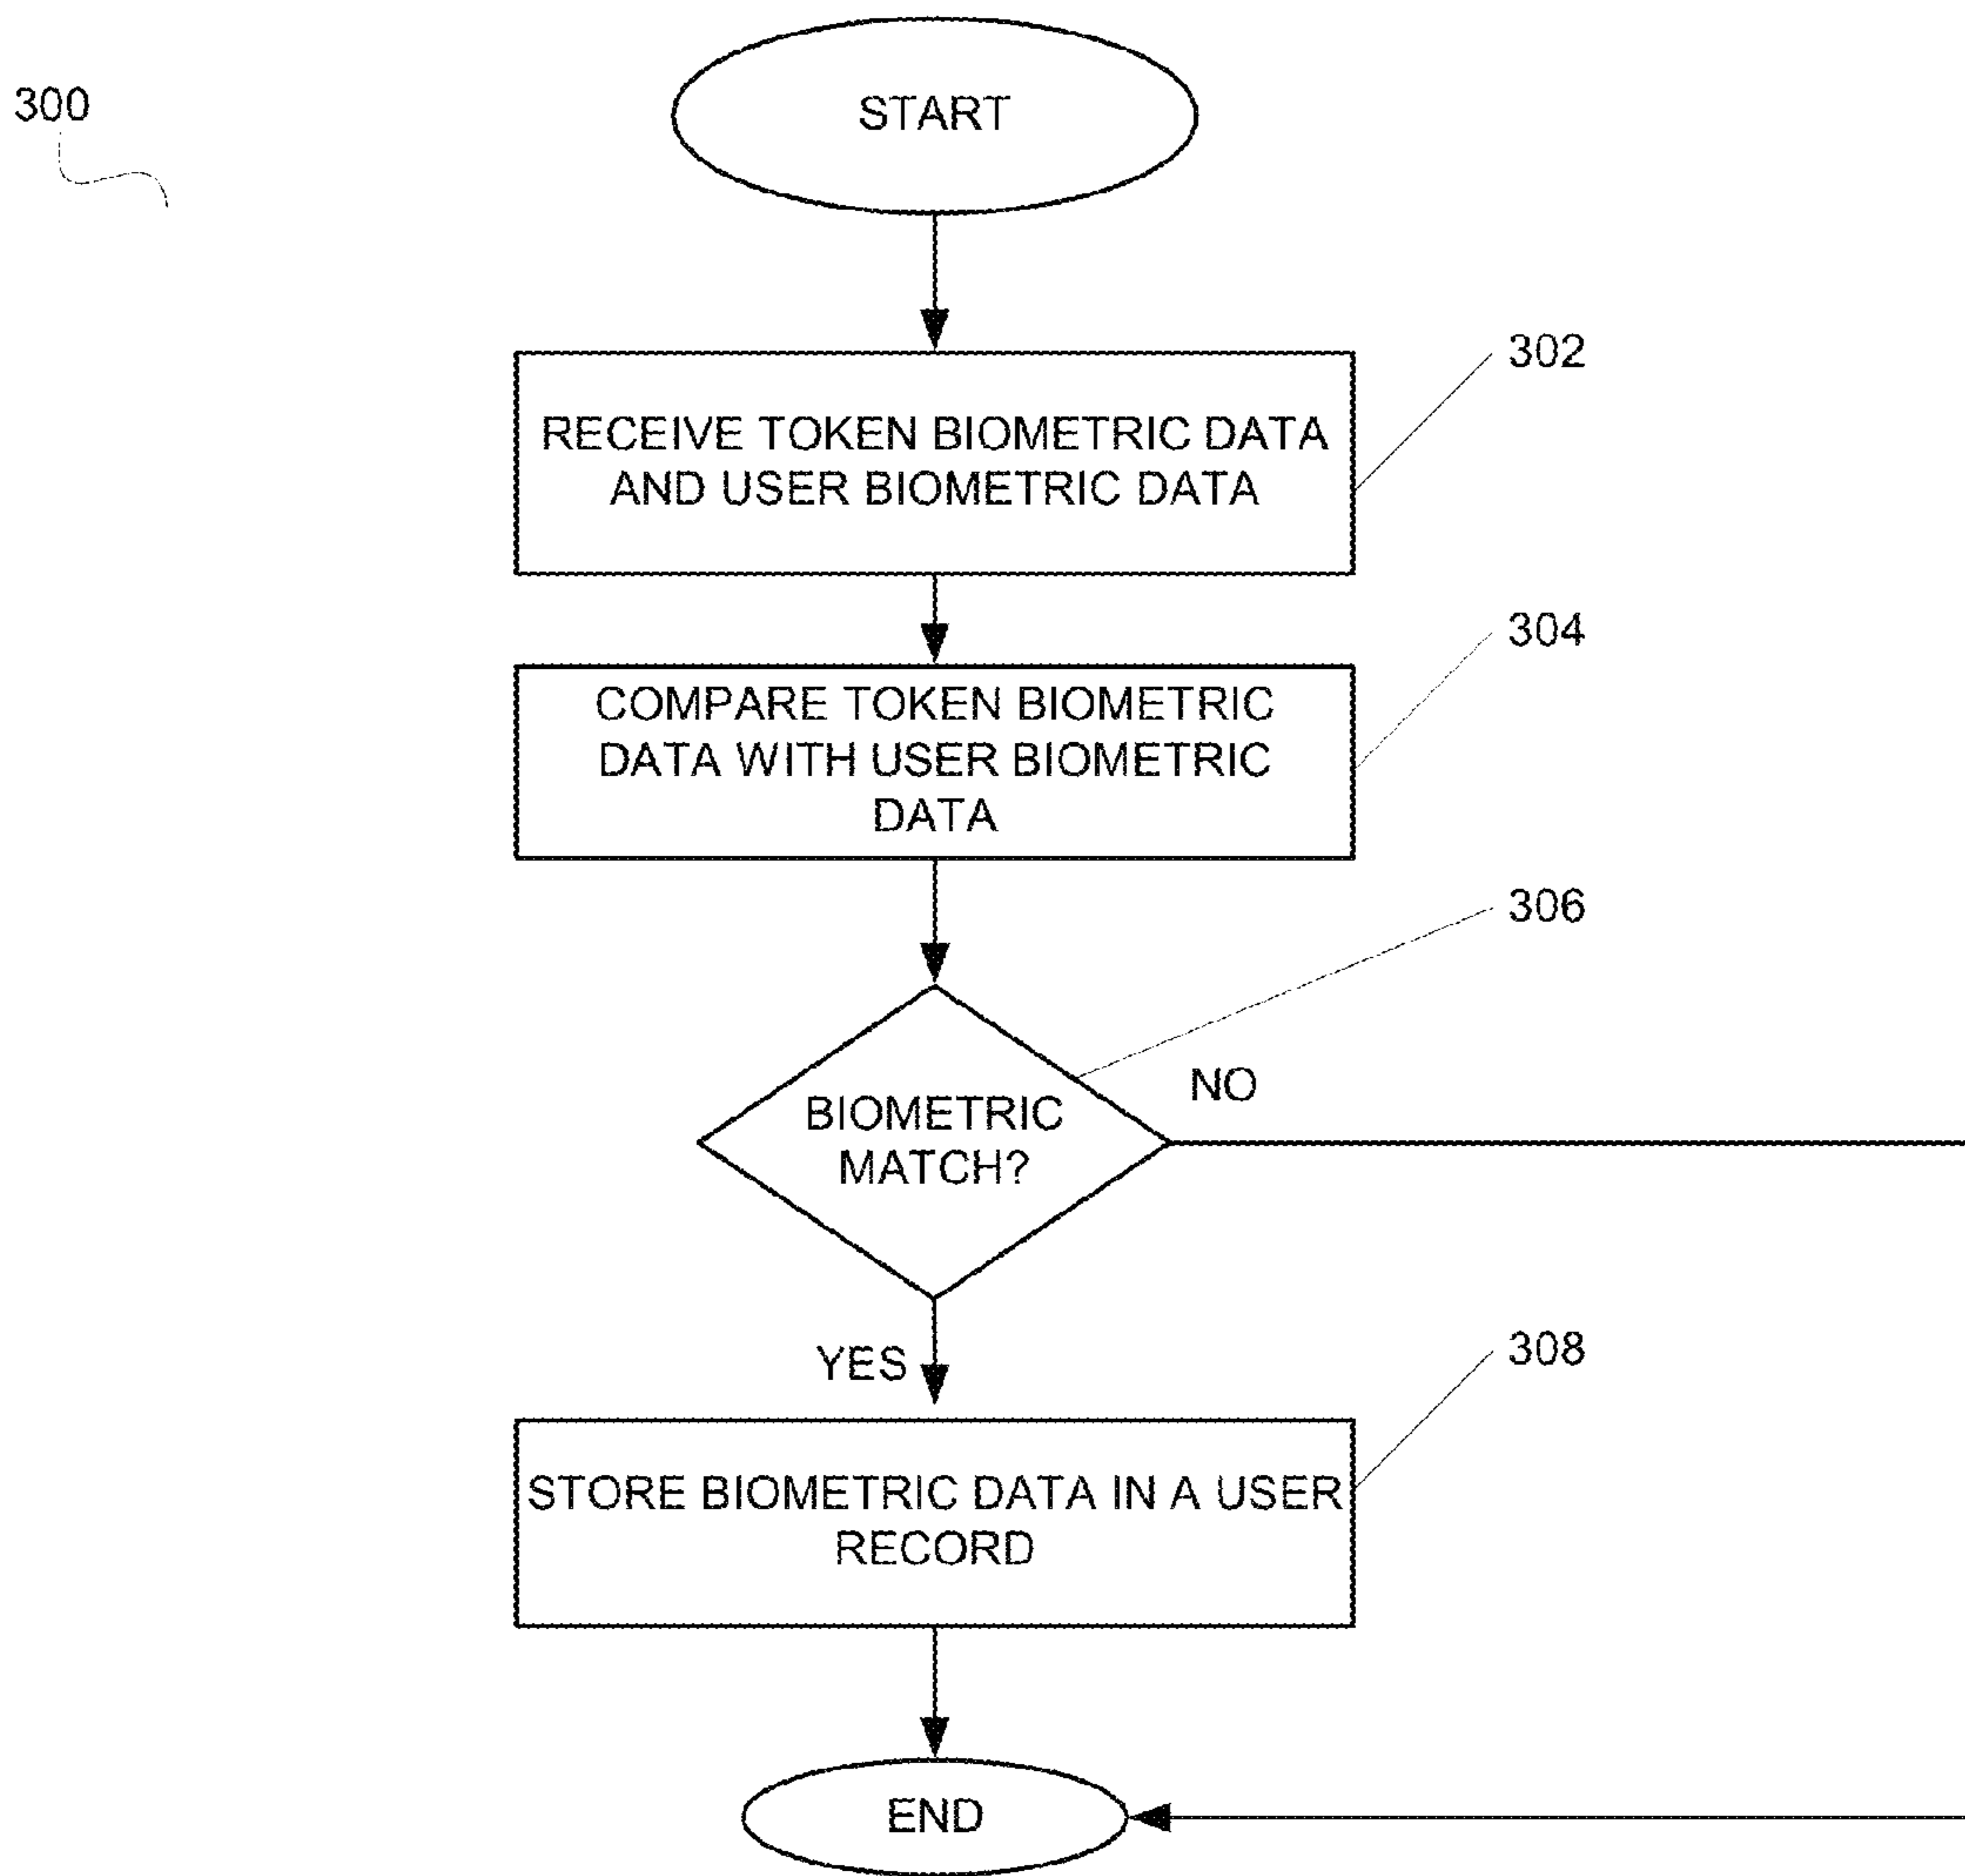 300
START
302
RECEIVE TOKEN BIOMETRIC DATA
AND USER BIOMETRIC DATA
304
COMPARE TOKEN BIOMETRIC
DATA WITH USER BIOMETRIC
DATA
306
NO
BIOMETRIC
MATCH?
YES
308
STORE BIOMETRIC DATA IN A USER
RECORD
END